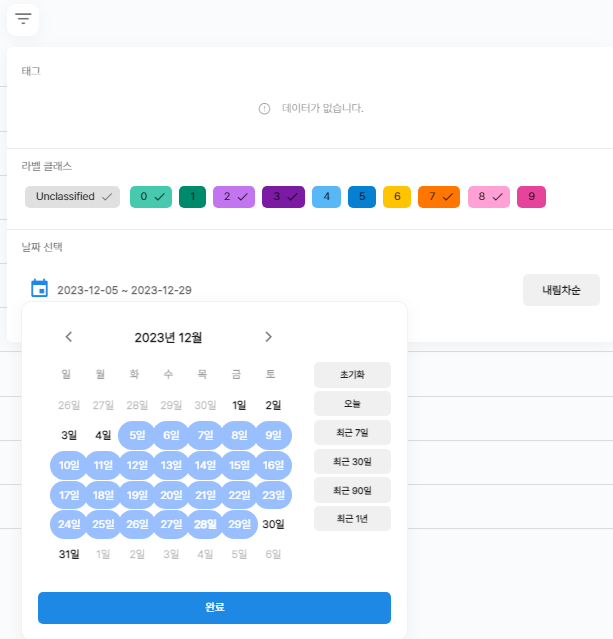 태그
데이터가 없습니다.
라벨 클래스
Unclassified 0 1 2 3 4 5 6 7 8 9
날짜 선택
2023-12-05 ~ 2023-12-29
내림차순
2023년 12월
일 월 화 수 목 금 토
26일 27일 28일 29일 30일 1일 2일
3일 4일 5일 6일 7일 8일 9일
10일 11일 12일 13일 14일 15일 16일
17일 18일 19일 20일 21일 22일 23일
24일 25일 26일 27일 28일 29일 30일
31일 1일 2일 3일 4일 5일 6일
초기화
오늘
최근 7일
최근 30일
최근 90일
최근 1년
완료